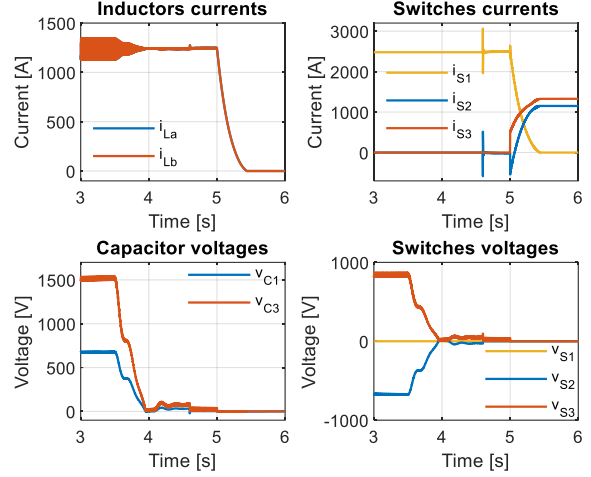 Inductors currents
1500
1000
500
0
Current [A]
i_La
i_Lb
3 4 5 6
Time [s]
Switches currents
3000
2000
1000
0
Current [A]
i_S1
i_S2
i_S3
3 4 5 6
Time [s]
Capacitor voltages
1500
1000
500
0
Voltage [V]
v_C1
v_C3
3 4 5 6
Time [s]
Switches voltages
1000
0
-1000
Voltage [V]
v_S1
v_S2
v_S3
3 4 5 6
Time [s]